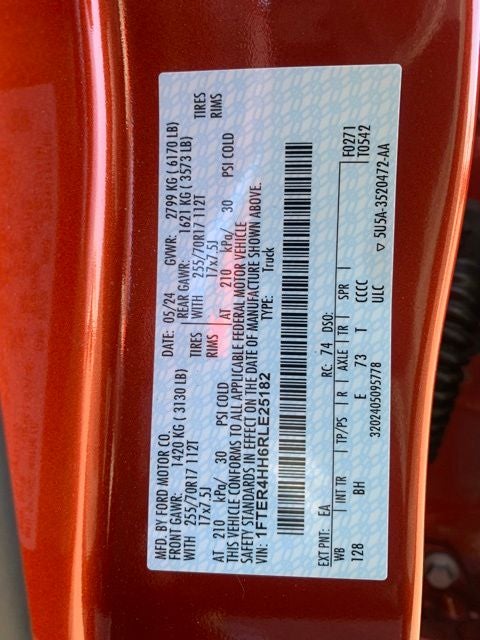 MFD. BY FORD MOTOR CO.
DATE: 05/24 GVWR: 2799 KG ( 6170 LB)
FRONT GAWR: 1420 KG ( 3130 LB) REAR GAWR: 1621 KG ( 3573 LB)
WITH 255/70R17 112T TIRES WITH 255/70R17 112T TIRES
17x7.5J RIMS 17x7.5J RIMS
AT 210 kPa/ 30 PSI COLD AT 210 kPa/ 30 PSI COLD
THIS VEHICLE CONFORMS TO ALL APPLICABLE FEDERAL MOTOR VEHICLE
SAFETY STANDARDS IN EFFECT ON THE DATE OF MANUFACTURE SHOWN ABOVE.
VIN: 1FTER4HH6RLE25182 TYPE: Truck
F0271
T0542
EXT PNT: EA RC: 74 DSO:
WB INT TR TP/PS R AXLE TR SPR
128 BH E 73 T CCCC
ULC
3202405095778 ▽ 5U5A-3520472-AA